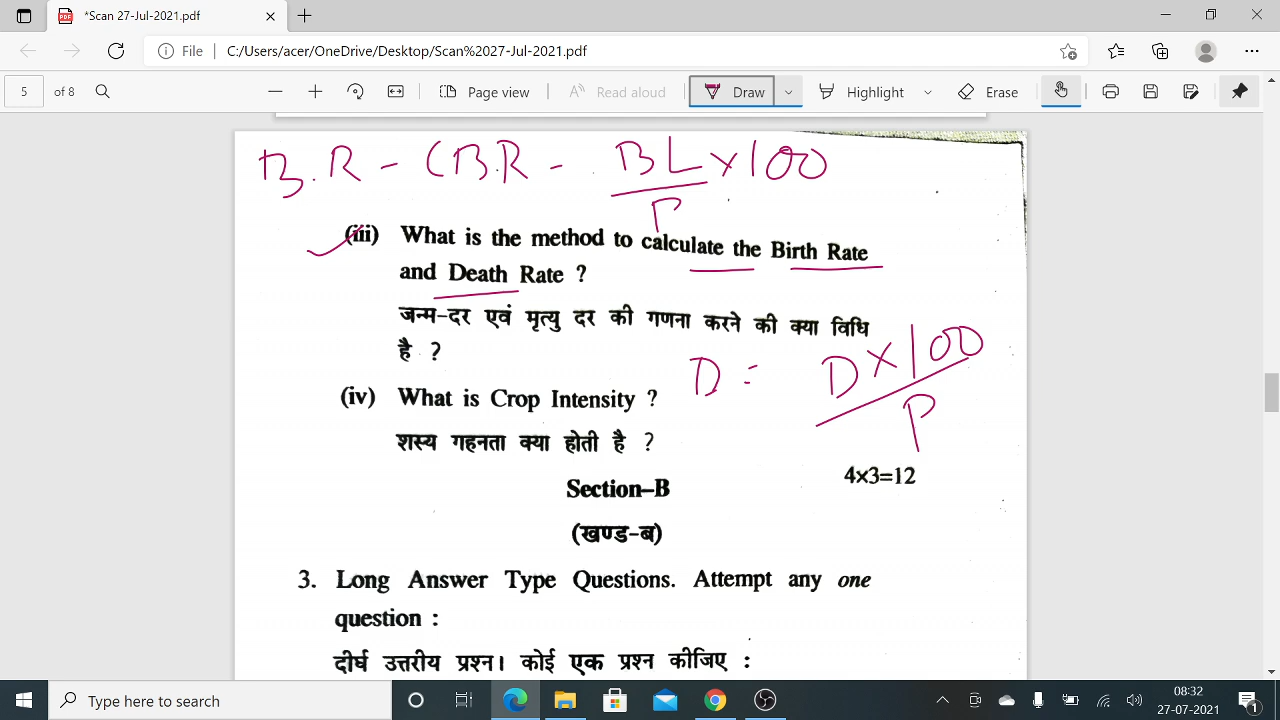 *Scan 27-Jul-2021.pdf
File C:/Users/acer/OneDrive/Desktop/Scan%2027-Jul-2021.pdf
5 of 8 Page view Read aloud Draw Highlight Erase
B.R - CBR - BL x 100
P
(iii) What is the method to calculate the Birth Rate
and Death Rate ?
जन्म-दर एवं मृत्यु दर की गणना करने की क्या विधि
है ?
D = D x 100
P
(iv) What is Crop Intensity ?
शस्य गहनता क्या होती है ?
4×3=12
Section–B
(खण्ड-ब)
3. Long Answer Type Questions. Attempt any one
question :
दीर्घ उत्तरीय प्रश्न। कोई एक प्रश्न कीजिए :
Type here to search
ENG
08:32
27-07-2021
1